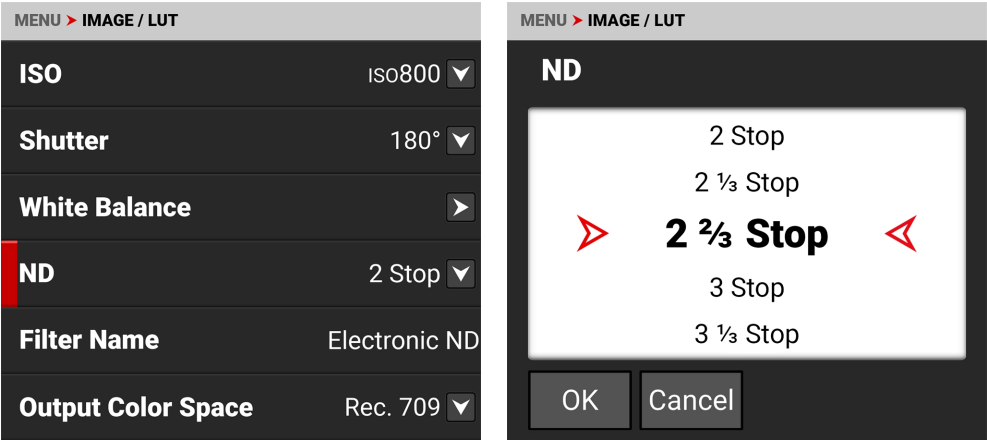 MENU ➤ IMAGE / LUT
ISO ISO800
Shutter 180°
White Balance
ND 2 Stop
Filter Name Electronic ND
Output Color Space Rec. 709
MENU ➤ IMAGE / LUT
ND
2 Stop
2 ⅓ Stop
2 ⅔ Stop
3 Stop
3 ⅓ Stop
OK Cancel